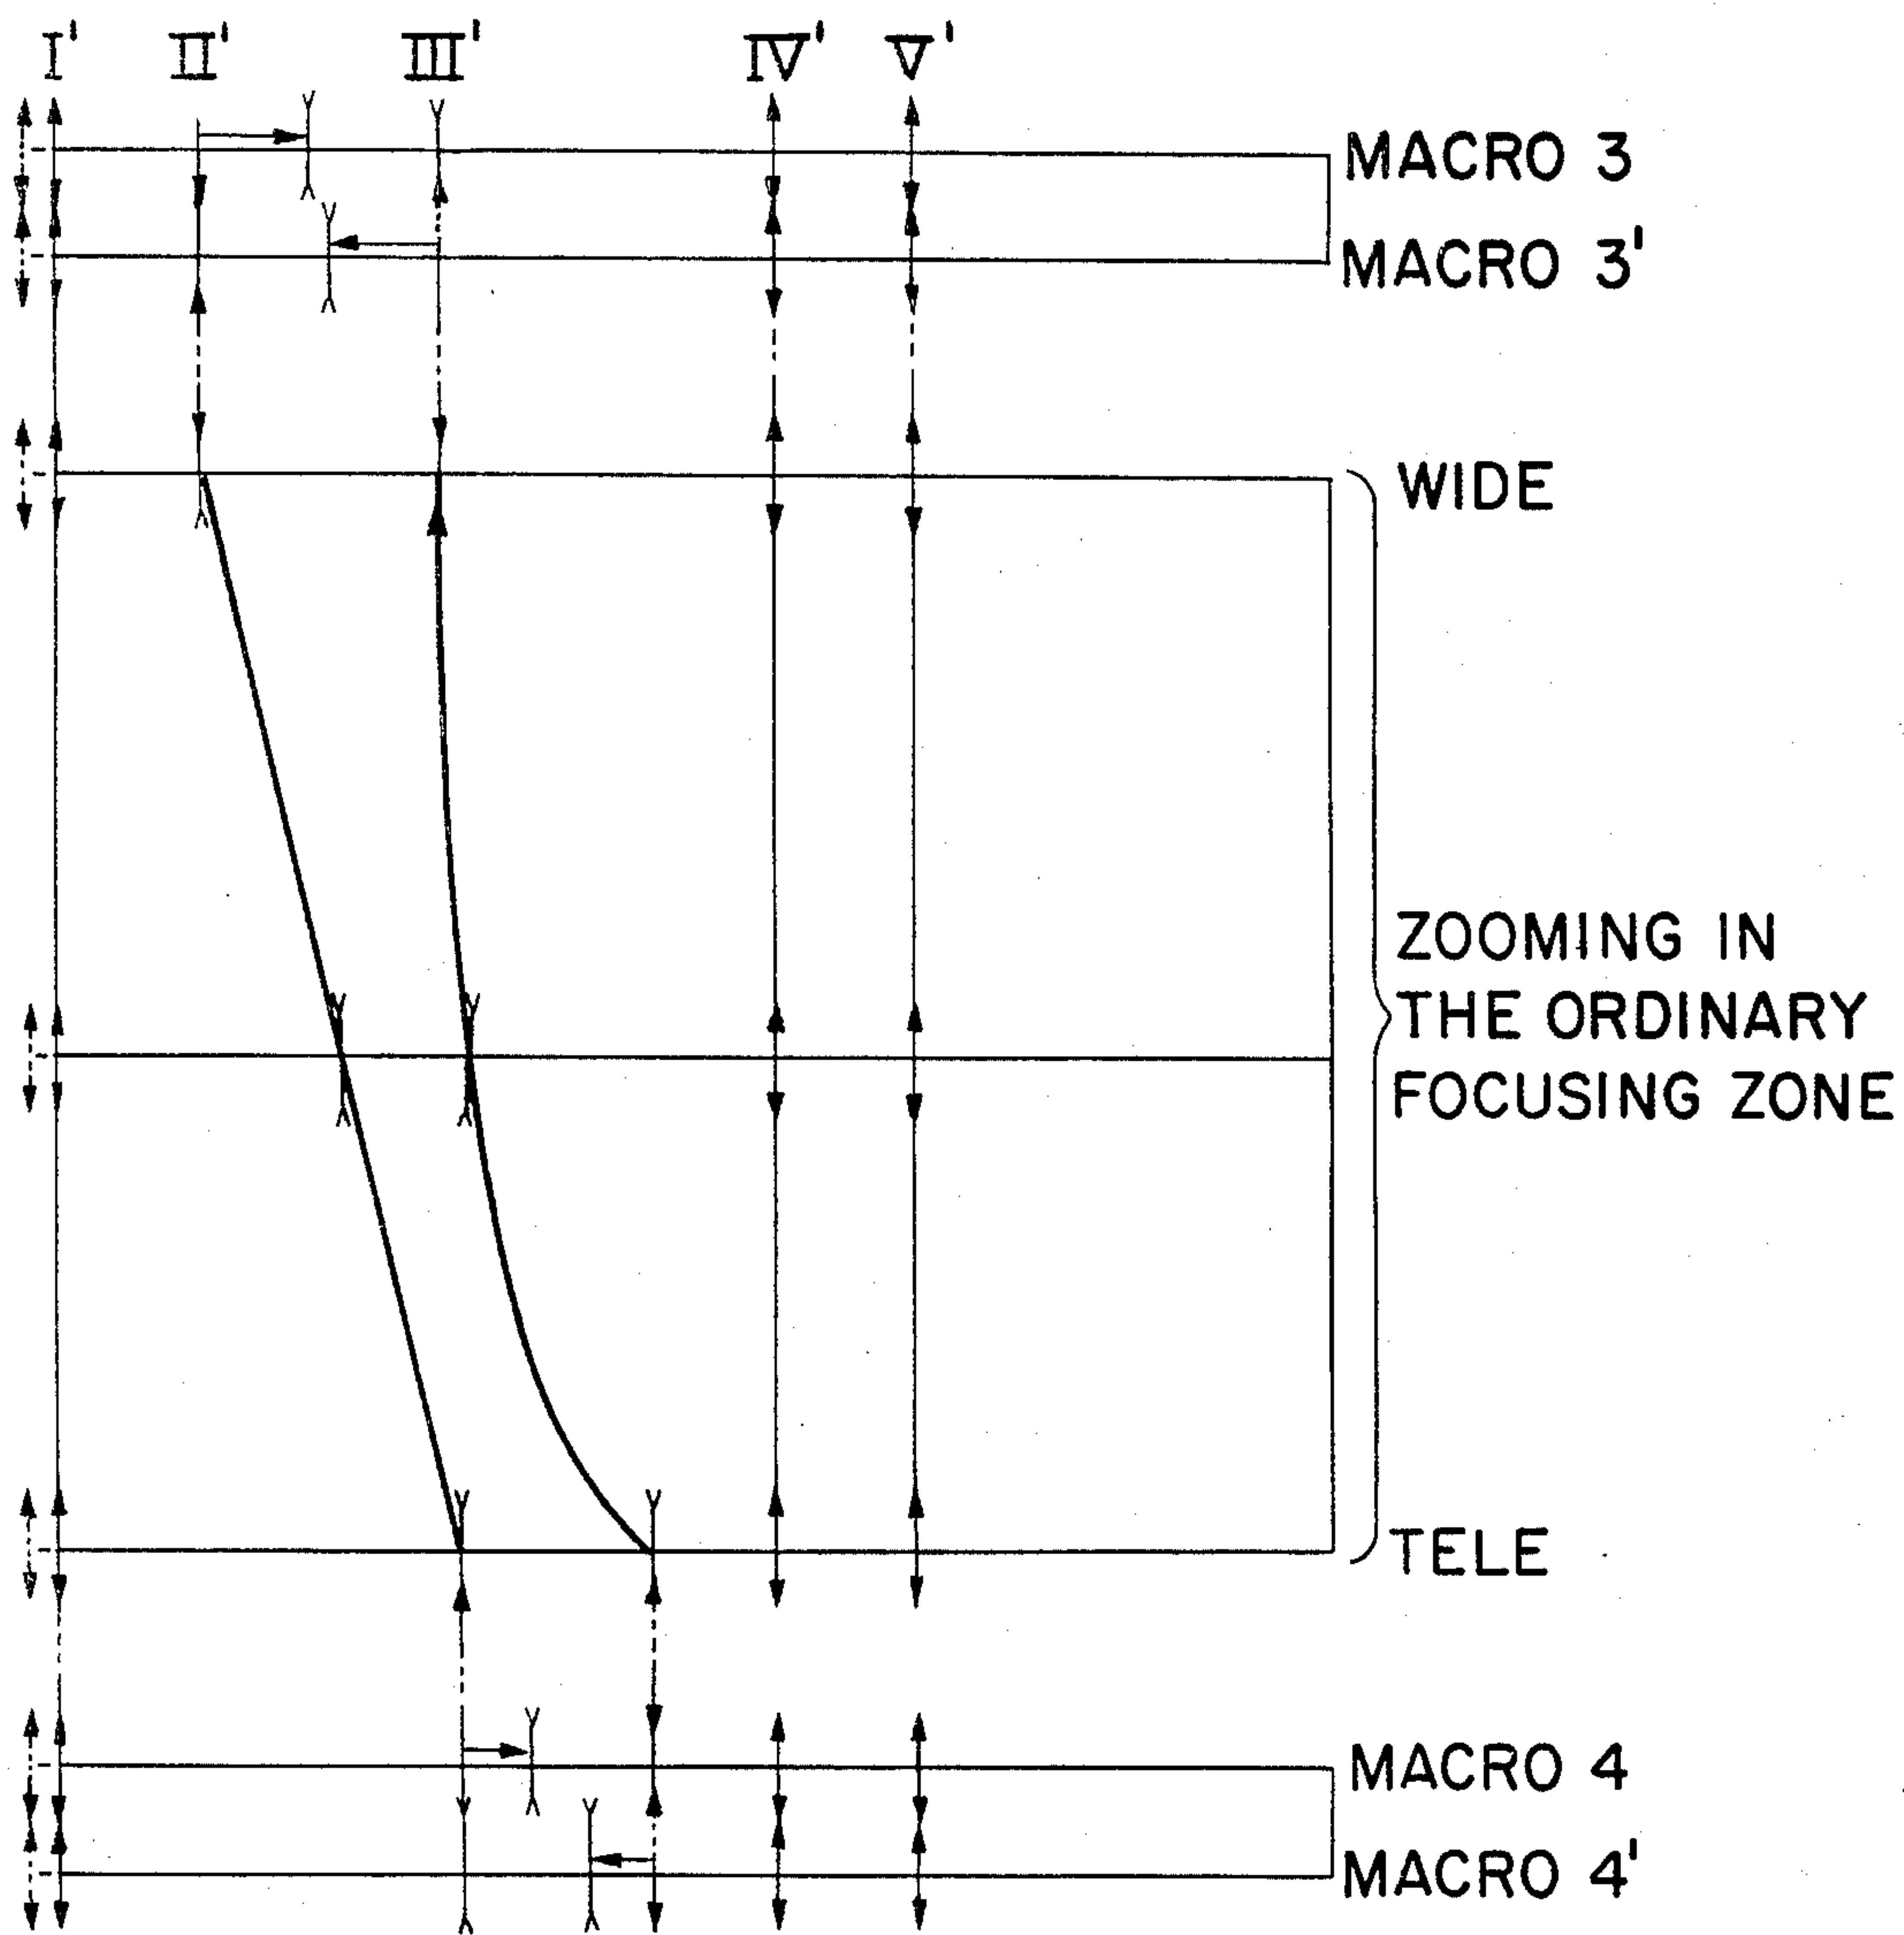 I' II' III' IV' V'
MACRO 3
MACRO 3'
WIDE
ZOOMING IN
THE ORDINARY
FOCUSING ZONE
TELE
MACRO 4
MACRO 4'